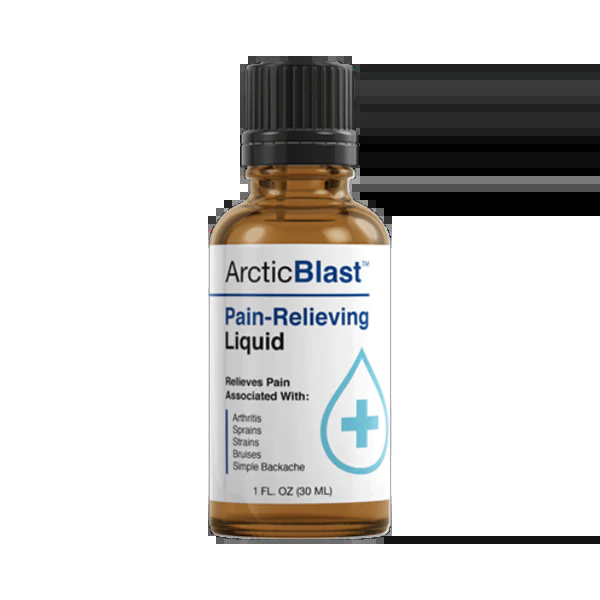 ArcticBlast™
Pain-Relieving
Liquid
Relieves Pain
Associated With:
Arthritis
Sprains
Strains
Bruises
Simple Backache
1 FL. OZ (30 ML)